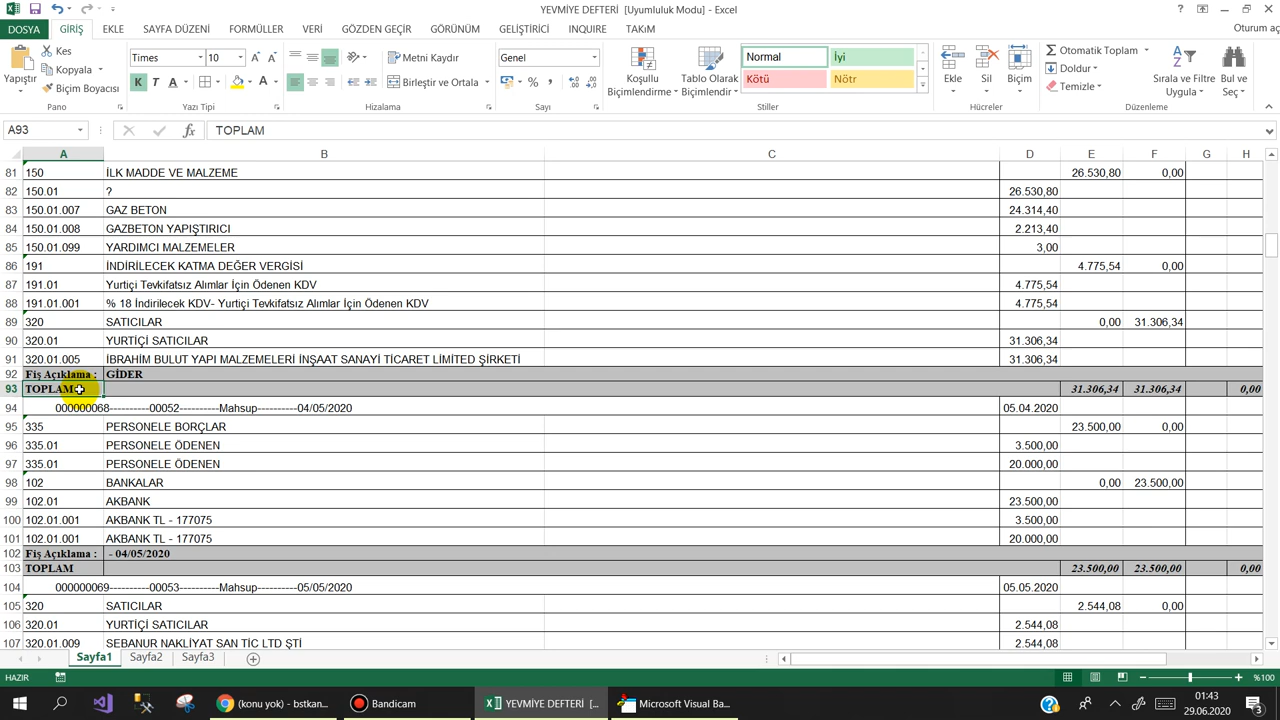 YEVMİYE DEFTERİ [Uyumluluk Modu] - Excel
DOSYA GİRİŞ EKLE SAYFA DÜZENİ FORMÜLLER VERİ GÖZDEN GEÇİR GÖRÜNÜM GELİŞTİRİCİ INQUIRE TAKıM Oturum aç
Yapıştır
Kes
Kopyala
Biçim Boyacısı
Pano
Times 10
K T A
Yazı Tipi
Metni Kaydır
Birleştir ve Ortala
Hizalama
Genel
Sayı
Koşullu Biçimlendirme
Tablo Olarak Biçimlendir
Normal İyi
Kötü Nötr
Stiller
Ekle Sil Biçim
Hücreler
Otomatik Toplam
Doldur
Temizle
Sırala ve Filtre Uygula
Bul ve Seç
Düzenleme
A93 fx TOPLAM
A B C D E F G H
81 150 İLK MADDE VE MALZEME 26.530,80 0,00
82 150.01 ? 26.530,80
83 150.01.007 GAZ BETON 24.314,40
84 150.01.008 GAZBETON YAPIŞTIRICI 2.213,40
85 150.01.099 YARDIMCI MALZEMELER 3,00
86 191 İNDİRİLECEK KATMA DEĞER VERGİSİ 4.775,54 0,00
87 191.01 Yurtiçi Tevkifatsız Alımlar İçin Ödenen KDV 4.775,54
88 191.01.001 % 18 İndirilecek KDV- Yurtiçi Tevkifatsız Alımlar İçin Ödenen KDV 4.775,54
89 320 SATICILAR 0,00 31.306,34
90 320.01 YURTİÇİ SATICILAR 31.306,34
91 320.01.005 İBRAHİM BULUT YAPI MALZEMELERİ İNŞAAT SANAYİ TİCARET LİMİTED ŞİRKETİ 31.306,34
92 Fiş Açıklama : GİDER
93 TOPLAM 31.306,34 31.306,34 0,00
94 000000068----------00052----------Mahsup----------04/05/2020 05.04.2020
95 335 PERSONELE BORÇLAR 23.500,00 0,00
96 335.01 PERSONELE ÖDENEN 3.500,00
97 335.01 PERSONELE ÖDENEN 20.000,00
98 102 BANKALAR 0,00 23.500,00
99 102.01 AKBANK 23.500,00
100 102.01.001 AKBANK TL - 177075 3.500,00
101 102.01.001 AKBANK TL - 177075 20.000,00
102 Fiş Açıklama : - 04/05/2020
103 TOPLAM 23.500,00 23.500,00 0,00
104 000000069----------00053----------Mahsup----------05/05/2020 05.05.2020
105 320 SATICILAR 2.544,08 0,00
106 320.01 YURTİÇİ SATICILAR 2.544,08
107 320.01.009 SEBANUR NAKLİYAT SAN TİC LTD ŞTİ 2.544,08
Sayfa1 Sayfa2 Sayfa3
HAZIR %100
(konu yok) - bstkan... Bandicam YEVMİYE DEFTERİ [... Microsoft Visual Ba... 01:43
29.06.2020 3